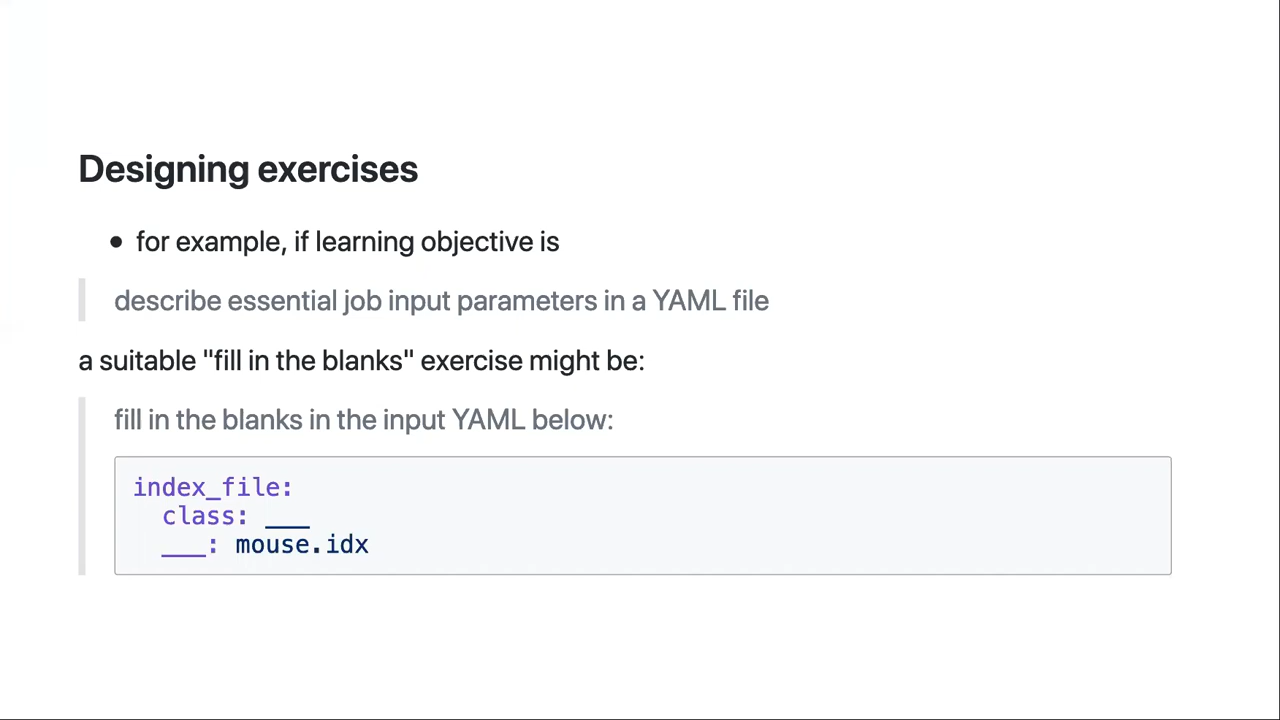 Designing exercises
• for example, if learning objective is
describe essential job input parameters in a YAML file
a suitable "fill in the blanks" exercise might be:
fill in the blanks in the input YAML below:
index_file:
  class: ___
  ___: mouse.idx